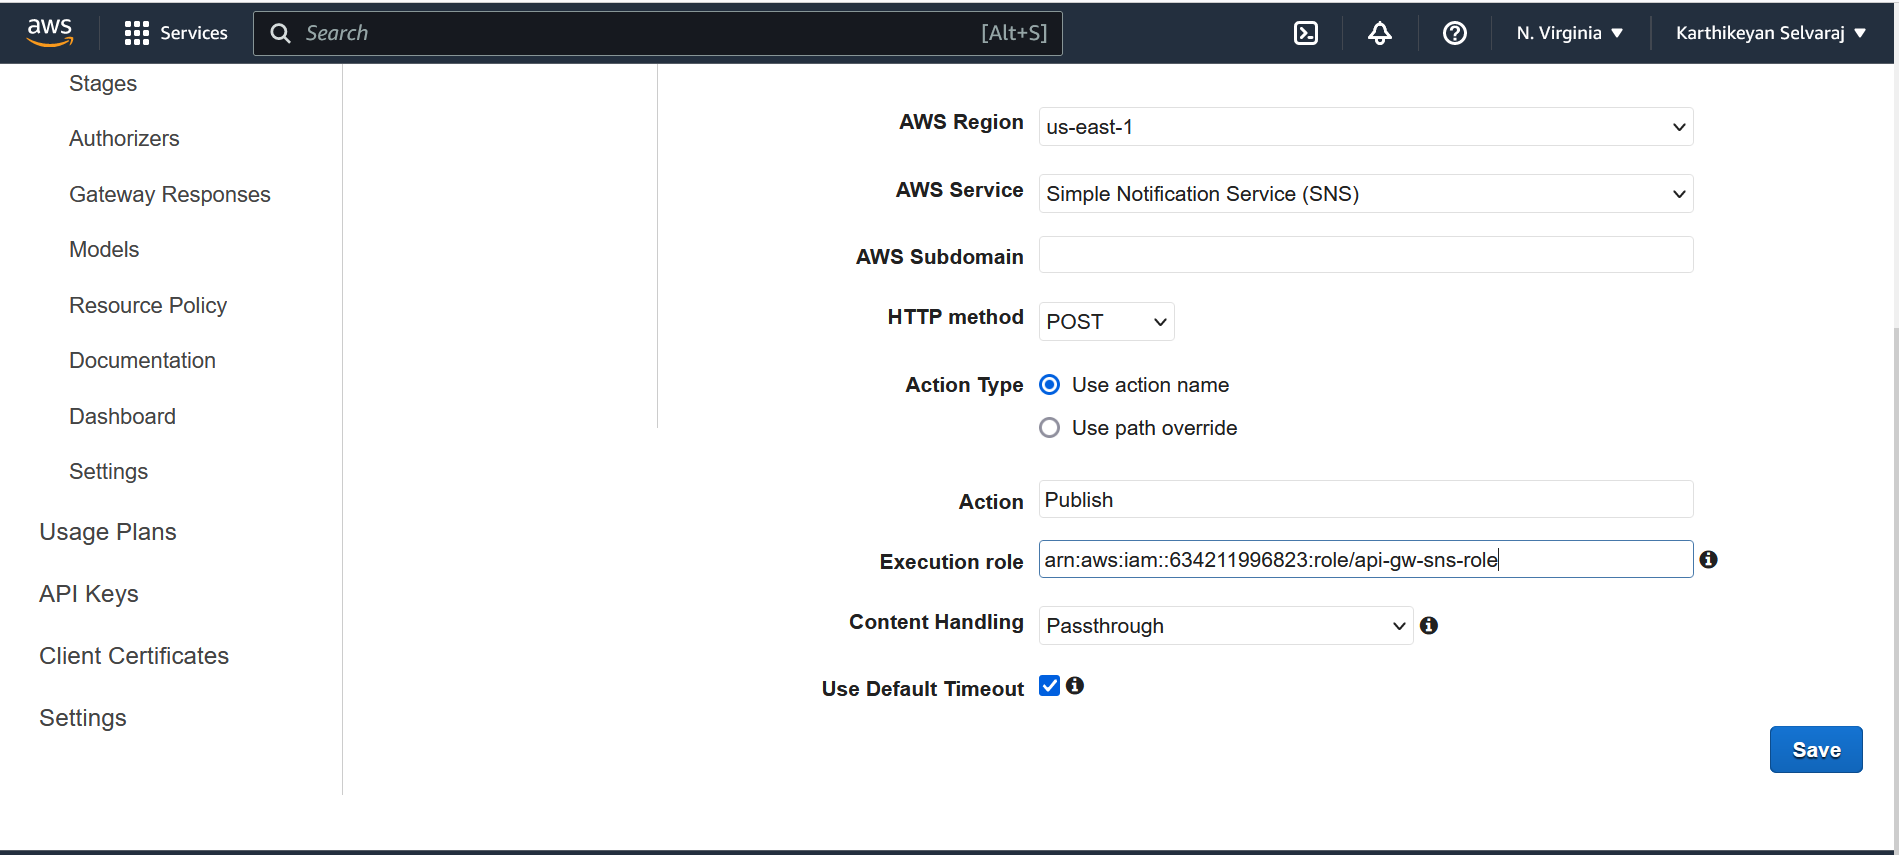 aws
Services
Search
[Alt+S]
N. Virginia
Karthikeyan Selvaraj
Stages
Authorizers
Gateway Responses
Models
Resource Policy
Documentation
Dashboard
Settings
Usage Plans
API Keys
Client Certificates
Settings
AWS Region us-east-1
AWS Service Simple Notification Service (SNS)
AWS Subdomain
HTTP method POST
Action Type Use action name
Use path override
Action Publish
Execution role arn:aws:iam::634211996823:role/api-gw-sns-role
Content Handling Passthrough
Use Default Timeout
Save